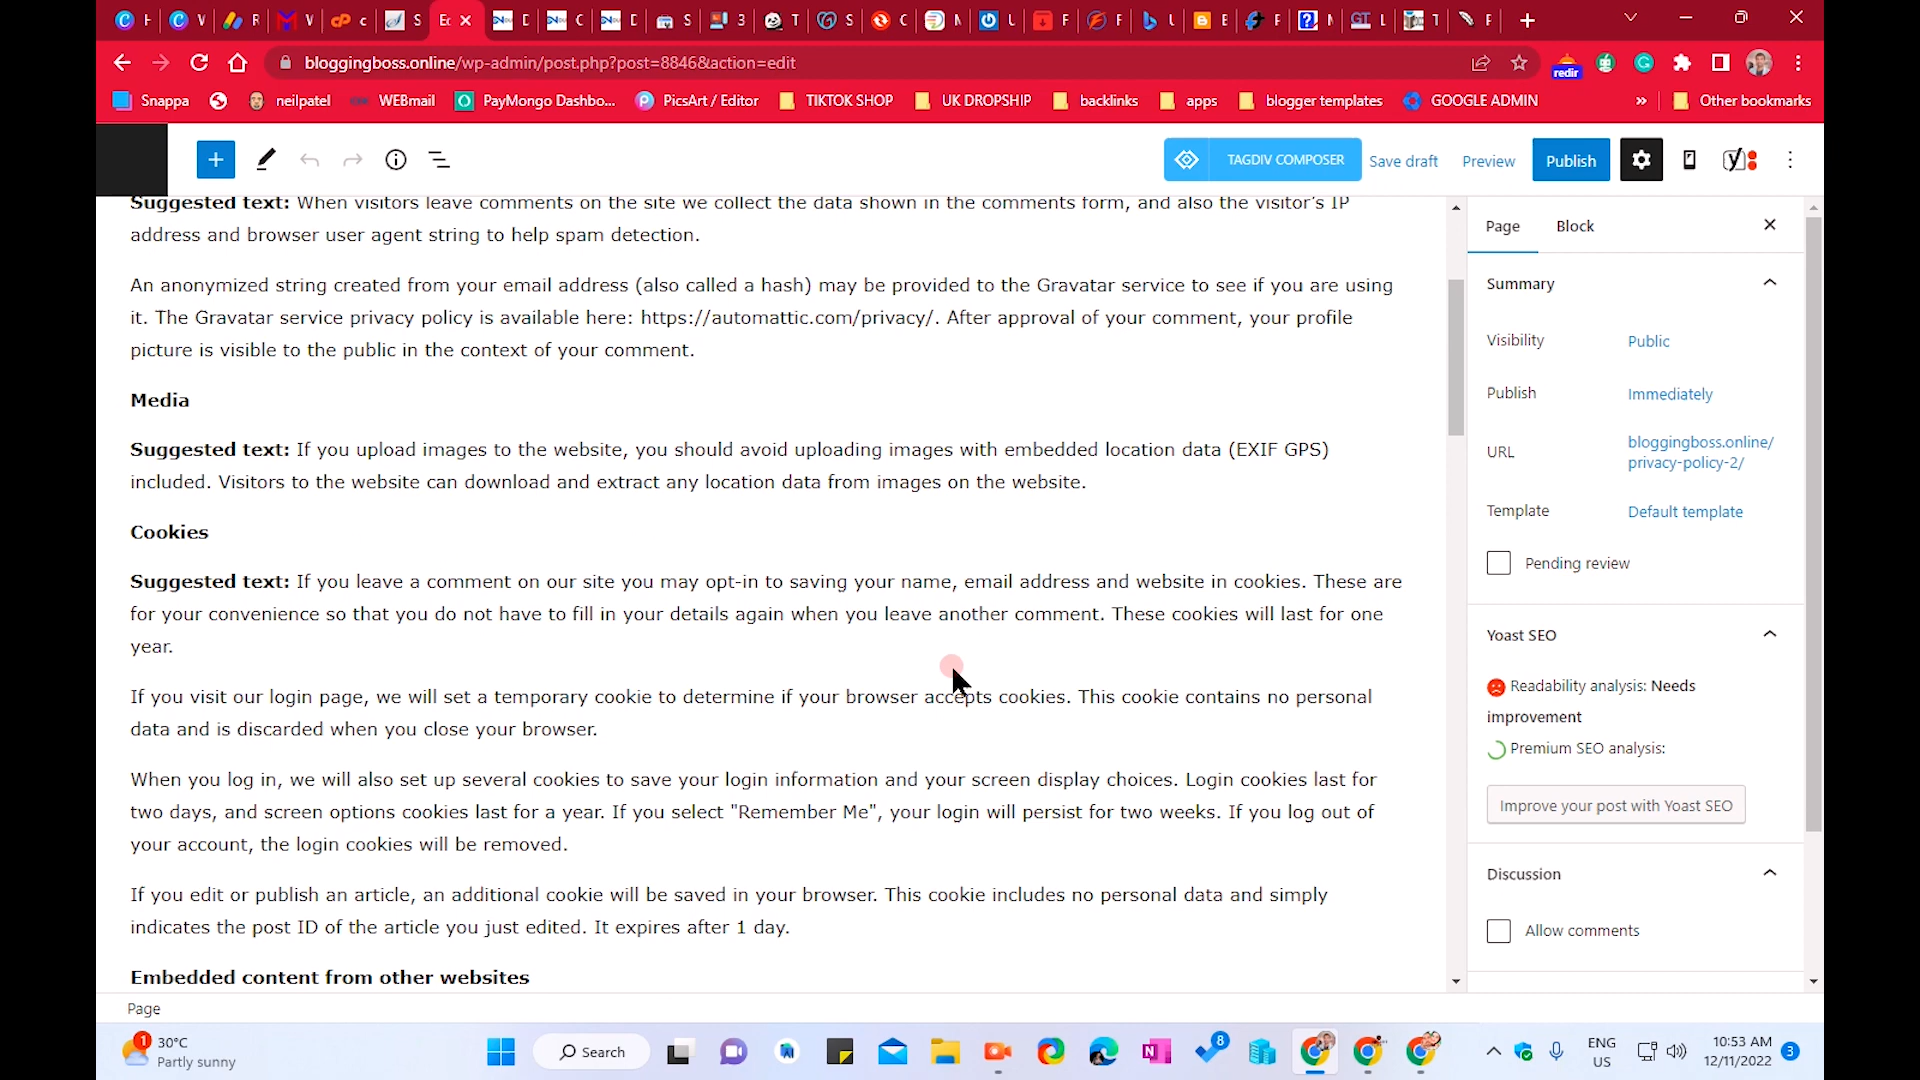 bloggingboss.online/wp-admin/post.php?post=8846&action=edit
redir
Snappa
neilpatel
WEBmail
PayMongo Dashbo...
PicsArt / Editor
TIKTOK SHOP
UK DROPSHIP
backlinks
apps
blogger templates
GOOGLE ADMIN
»
Other bookmarks
TAGDIV COMPOSER
Save draft
Preview
Publish
Suggested text: When visitors leave comments on the site we collect the data shown in the comments form, and also the visitor's IP
address and browser user agent string to help spam detection.
An anonymized string created from your email address (also called a hash) may be provided to the Gravatar service to see if you are using
it. The Gravatar service privacy policy is available here: https://automattic.com/privacy/. After approval of your comment, your profile
picture is visible to the public in the context of your comment.
Media
Suggested text: If you upload images to the website, you should avoid uploading images with embedded location data (EXIF GPS)
included. Visitors to the website can download and extract any location data from images on the website.
Cookies
Suggested text: If you leave a comment on our site you may opt-in to saving your name, email address and website in cookies. These are
for your convenience so that you do not have to fill in your details again when you leave another comment. These cookies will last for one
year.
If you visit our login page, we will set a temporary cookie to determine if your browser accepts cookies. This cookie contains no personal
data and is discarded when you close your browser.
When you log in, we will also set up several cookies to save your login information and your screen display choices. Login cookies last for
two days, and screen options cookies last for a year. If you select "Remember Me", your login will persist for two weeks. If you log out of
your account, the login cookies will be removed.
If you edit or publish an article, an additional cookie will be saved in your browser. This cookie includes no personal data and simply
indicates the post ID of the article you just edited. It expires after 1 day.
Embedded content from other websites
Page
Block
Summary
Visibility
Public
Publish
Immediately
URL
bloggingboss.online/
privacy-policy-2/
Template
Default template
Pending review
Yoast SEO
Readability analysis: Needs
improvement
Premium SEO analysis:
Improve your post with Yoast SEO
Discussion
Allow comments
Page
1
30°C
Partly sunny
Search
8
ENG
US
10:53 AM
12/11/2022
3